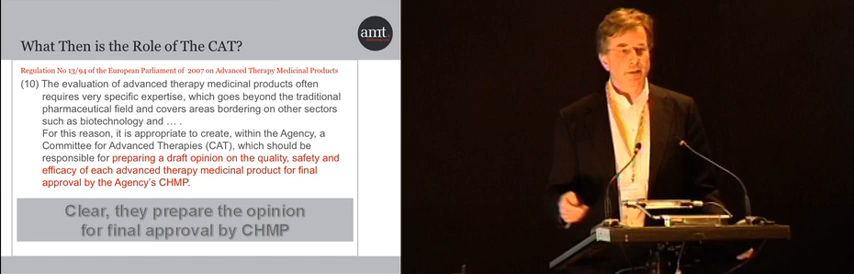 amt
What Then is the Role of The CAT?
Regulation No 13/94 of the European Parliament of 2007 on Advanced Therapy Medicinal Products
(10) The evaluation of advanced therapy medicinal products often
requires very specific expertise, which goes beyond the traditional
pharmaceutical field and covers areas bordering on other sectors
such as biotechnology and ... .
For this reason, it is appropriate to create, within the Agency, a
Committee for Advanced Therapies (CAT), which should be
responsible for preparing a draft opinion on the quality, safety and
efficacy of each advanced therapy medicinal product for final
approval by the Agency's CHMP.
Clear, they prepare the opinion
for final approval by CHMP